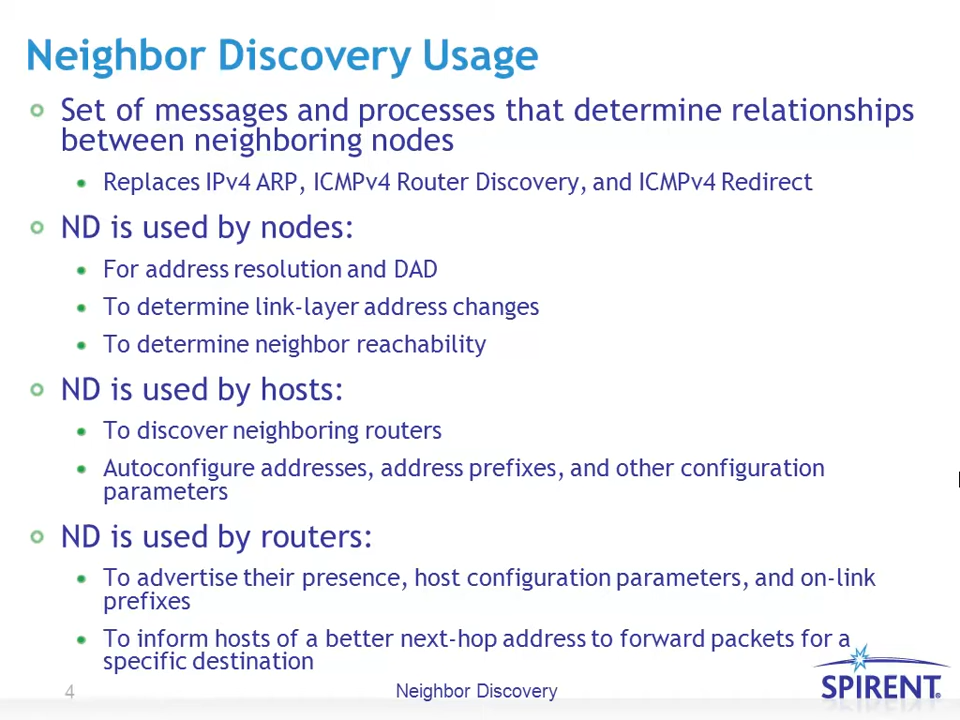 Neighbor Discovery Usage
Set of messages and processes that determine relationships
between neighboring nodes
Replaces IPv4 ARP, ICMPv4 Router Discovery, and ICMPv4 Redirect
ND is used by nodes:
For address resolution and DAD
To determine link-layer address changes
To determine neighbor reachability
ND is used by hosts:
To discover neighboring routers
Autoconfigure addresses, address prefixes, and other configuration
parameters
ND is used by routers:
To advertise their presence, host configuration parameters, and on-link
prefixes
To inform hosts of a better next-hop address to forward packets for a
specific destination
4
Neighbor Discovery
SPIRENT®